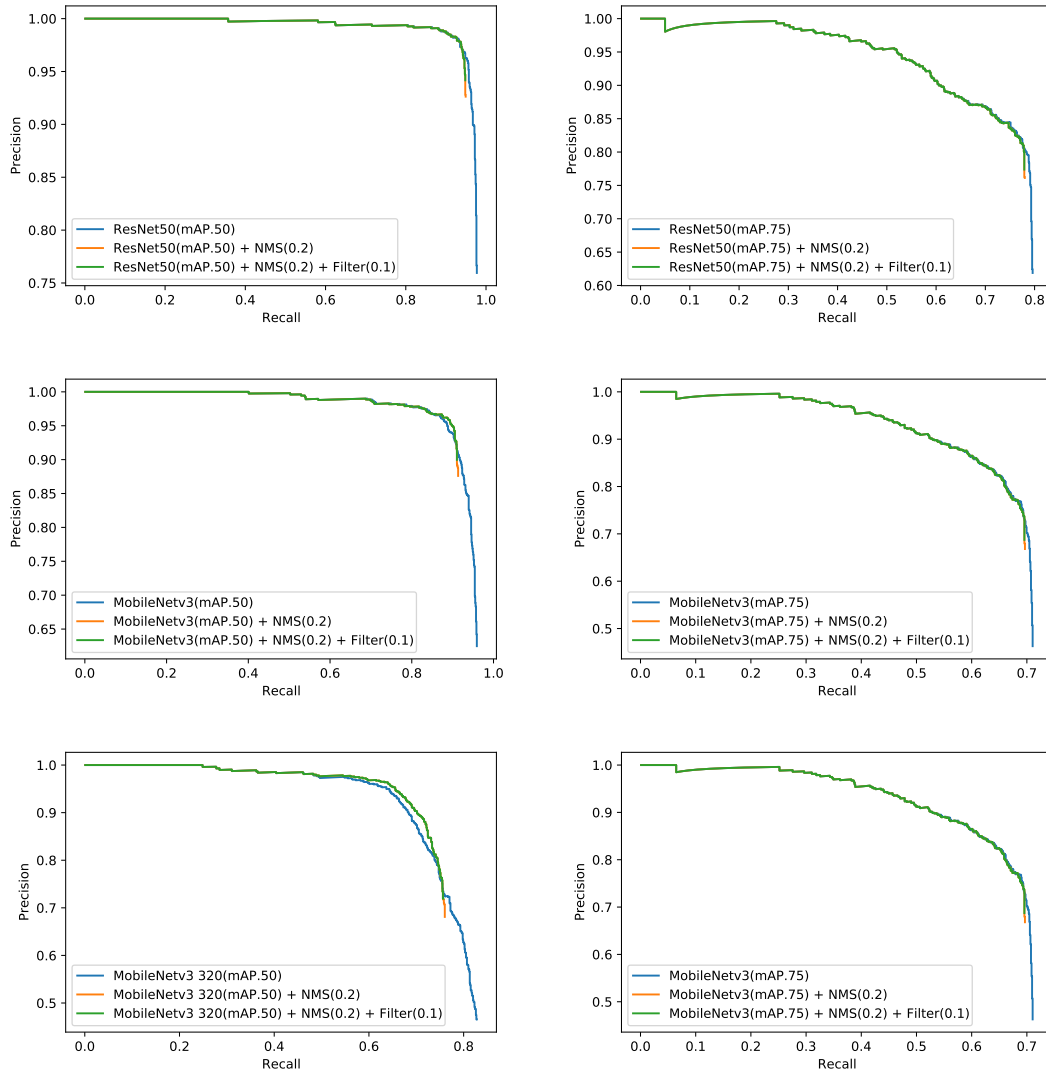 1.00
0.95
0.90
0.85
0.80
0.75
Precision
ResNet50(mAP.50)
ResNet50(mAP.50) + NMS(0.2)
ResNet50(mAP.50) + NMS(0.2) + Filter(0.1)
0.0 0.2 0.4 0.6 0.8 1.0
Recall
1.00
0.95
0.90
0.85
0.80
0.75
0.70
0.65
0.60
Precision
ResNet50(mAP.75)
ResNet50(mAP.75) + NMS(0.2)
ResNet50(mAP.75) + NMS(0.2) + Filter(0.1)
0.0 0.1 0.2 0.3 0.4 0.5 0.6 0.7 0.8
Recall
1.00
0.95
0.90
0.85
0.80
0.75
0.70
0.65
Precision
MobileNetv3(mAP.50)
MobileNetv3(mAP.50) + NMS(0.2)
MobileNetv3(mAP.50) + NMS(0.2) + Filter(0.1)
0.0 0.2 0.4 0.6 0.8 1.0
Recall
1.0
0.9
0.8
0.7
0.6
0.5
Precision
MobileNetv3(mAP.75)
MobileNetv3(mAP.75) + NMS(0.2)
MobileNetv3(mAP.75) + NMS(0.2) + Filter(0.1)
0.0 0.1 0.2 0.3 0.4 0.5 0.6 0.7
Recall
1.0
0.9
0.8
0.7
0.6
0.5
Precision
MobileNetv3 320(mAP.50)
MobileNetv3 320(mAP.50) + NMS(0.2)
MobileNetv3 320(mAP.50) + NMS(0.2) + Filter(0.1)
0.0 0.2 0.4 0.6 0.8
Recall
1.0
0.9
0.8
0.7
0.6
0.5
Precision
MobileNetv3(mAP.75)
MobileNetv3(mAP.75) + NMS(0.2)
MobileNetv3(mAP.75) + NMS(0.2) + Filter(0.1)
0.0 0.1 0.2 0.3 0.4 0.5 0.6 0.7
Recall